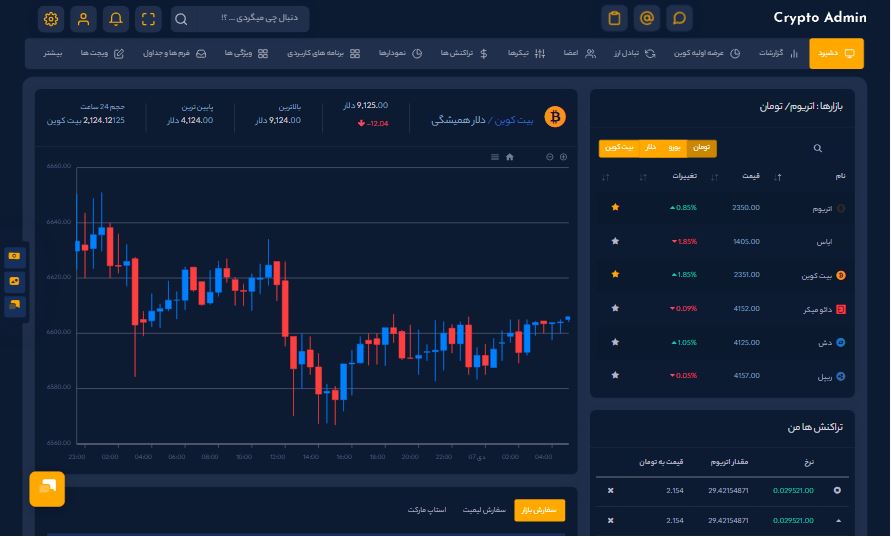 Crypto Admin
دنبال چی میگردی ... ؟!
دشبرد
گزارشات
عرضه اولیه کوین
تبادل ارز
اعضا
تیکرها
تراکنش ها
نمودارها
برنامه های کاربردی
ویژگی ها
فرم ها و جداول
ویجت ها
بیشتر
بازارها : اتریوم/ تومان
تومان
یورو
دلار
بیت کوین
نام
قیمت
تغییرات
اتریوم
2350.00
0.85%
ایاس
1405.00
1.85%
بیت کوین
2351.00
1.85%
دائو میکر
4152.00
0.09%
دش
4125.00
1.05%
ریپل
4157.00
0.05%
تراکنش ها من
نرخ
مقدار اتریوم
قیمت به تومان
0.029521.00
29.42154871
2.154
0.029521.00
29.42154871
2.154
بیت کوین / دلار همیشگی
9,125.00 دلار
-12.04
بالاترین
9,124.00 دلار
پایین ترین
4,124.00 دلار
حجم 24 ساعت
2,124.12125 بیت کوین
6660.00
6640.00
6620.00
6600.00
6580.00
6560.00
23:00
02:00
04:00
06:00
08:00
10:00
12:00
14:00
16:00
18:00
20:00
22:00
07 دی
02:00
04:00
سفارش بازار
سفارش لیمیت
استاپ مارکت